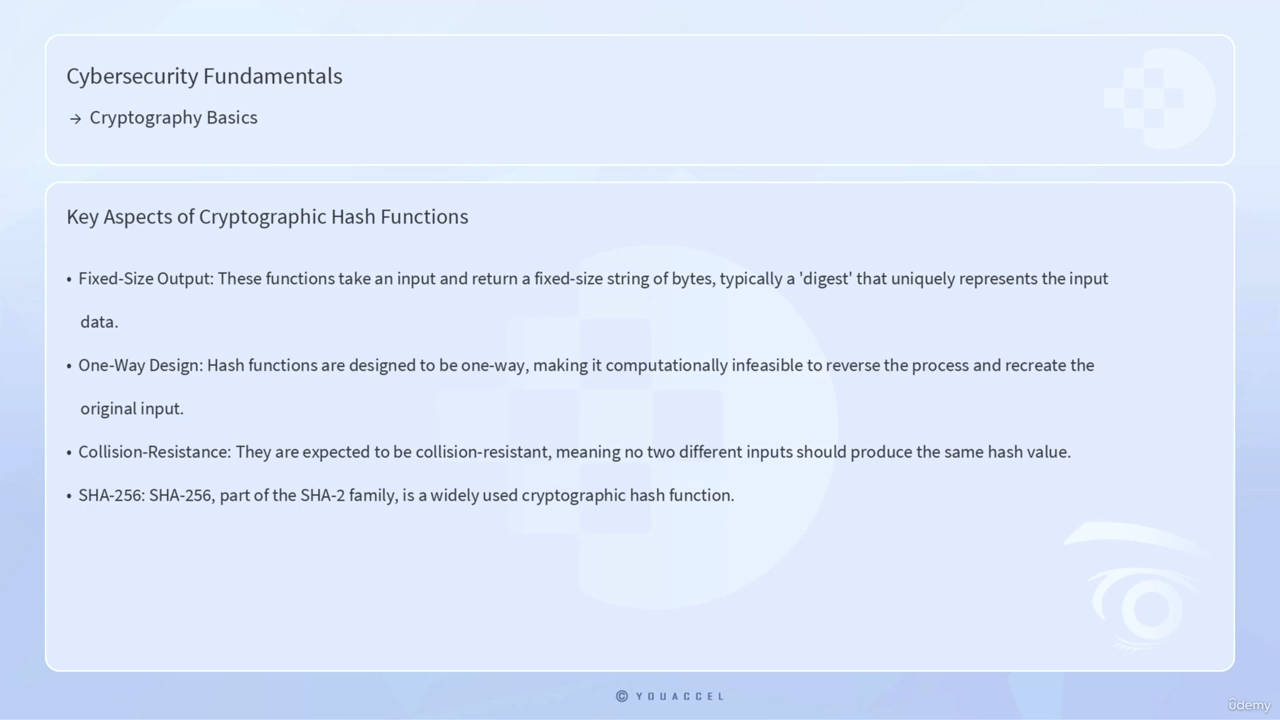 Cybersecurity Fundamentals
→ Cryptography Basics
Key Aspects of Cryptographic Hash Functions
• Fixed-Size Output: These functions take an input and return a fixed-size string of bytes, typically a 'digest' that uniquely represents the input
data.
• One-Way Design: Hash functions are designed to be one-way, making it computationally infeasible to reverse the process and recreate the
original input.
• Collision-Resistance: They are expected to be collision-resistant, meaning no two different inputs should produce the same hash value.
• SHA-256: SHA-256, part of the SHA-2 family, is a widely used cryptographic hash function.
© YOUACCEL
ûdemy